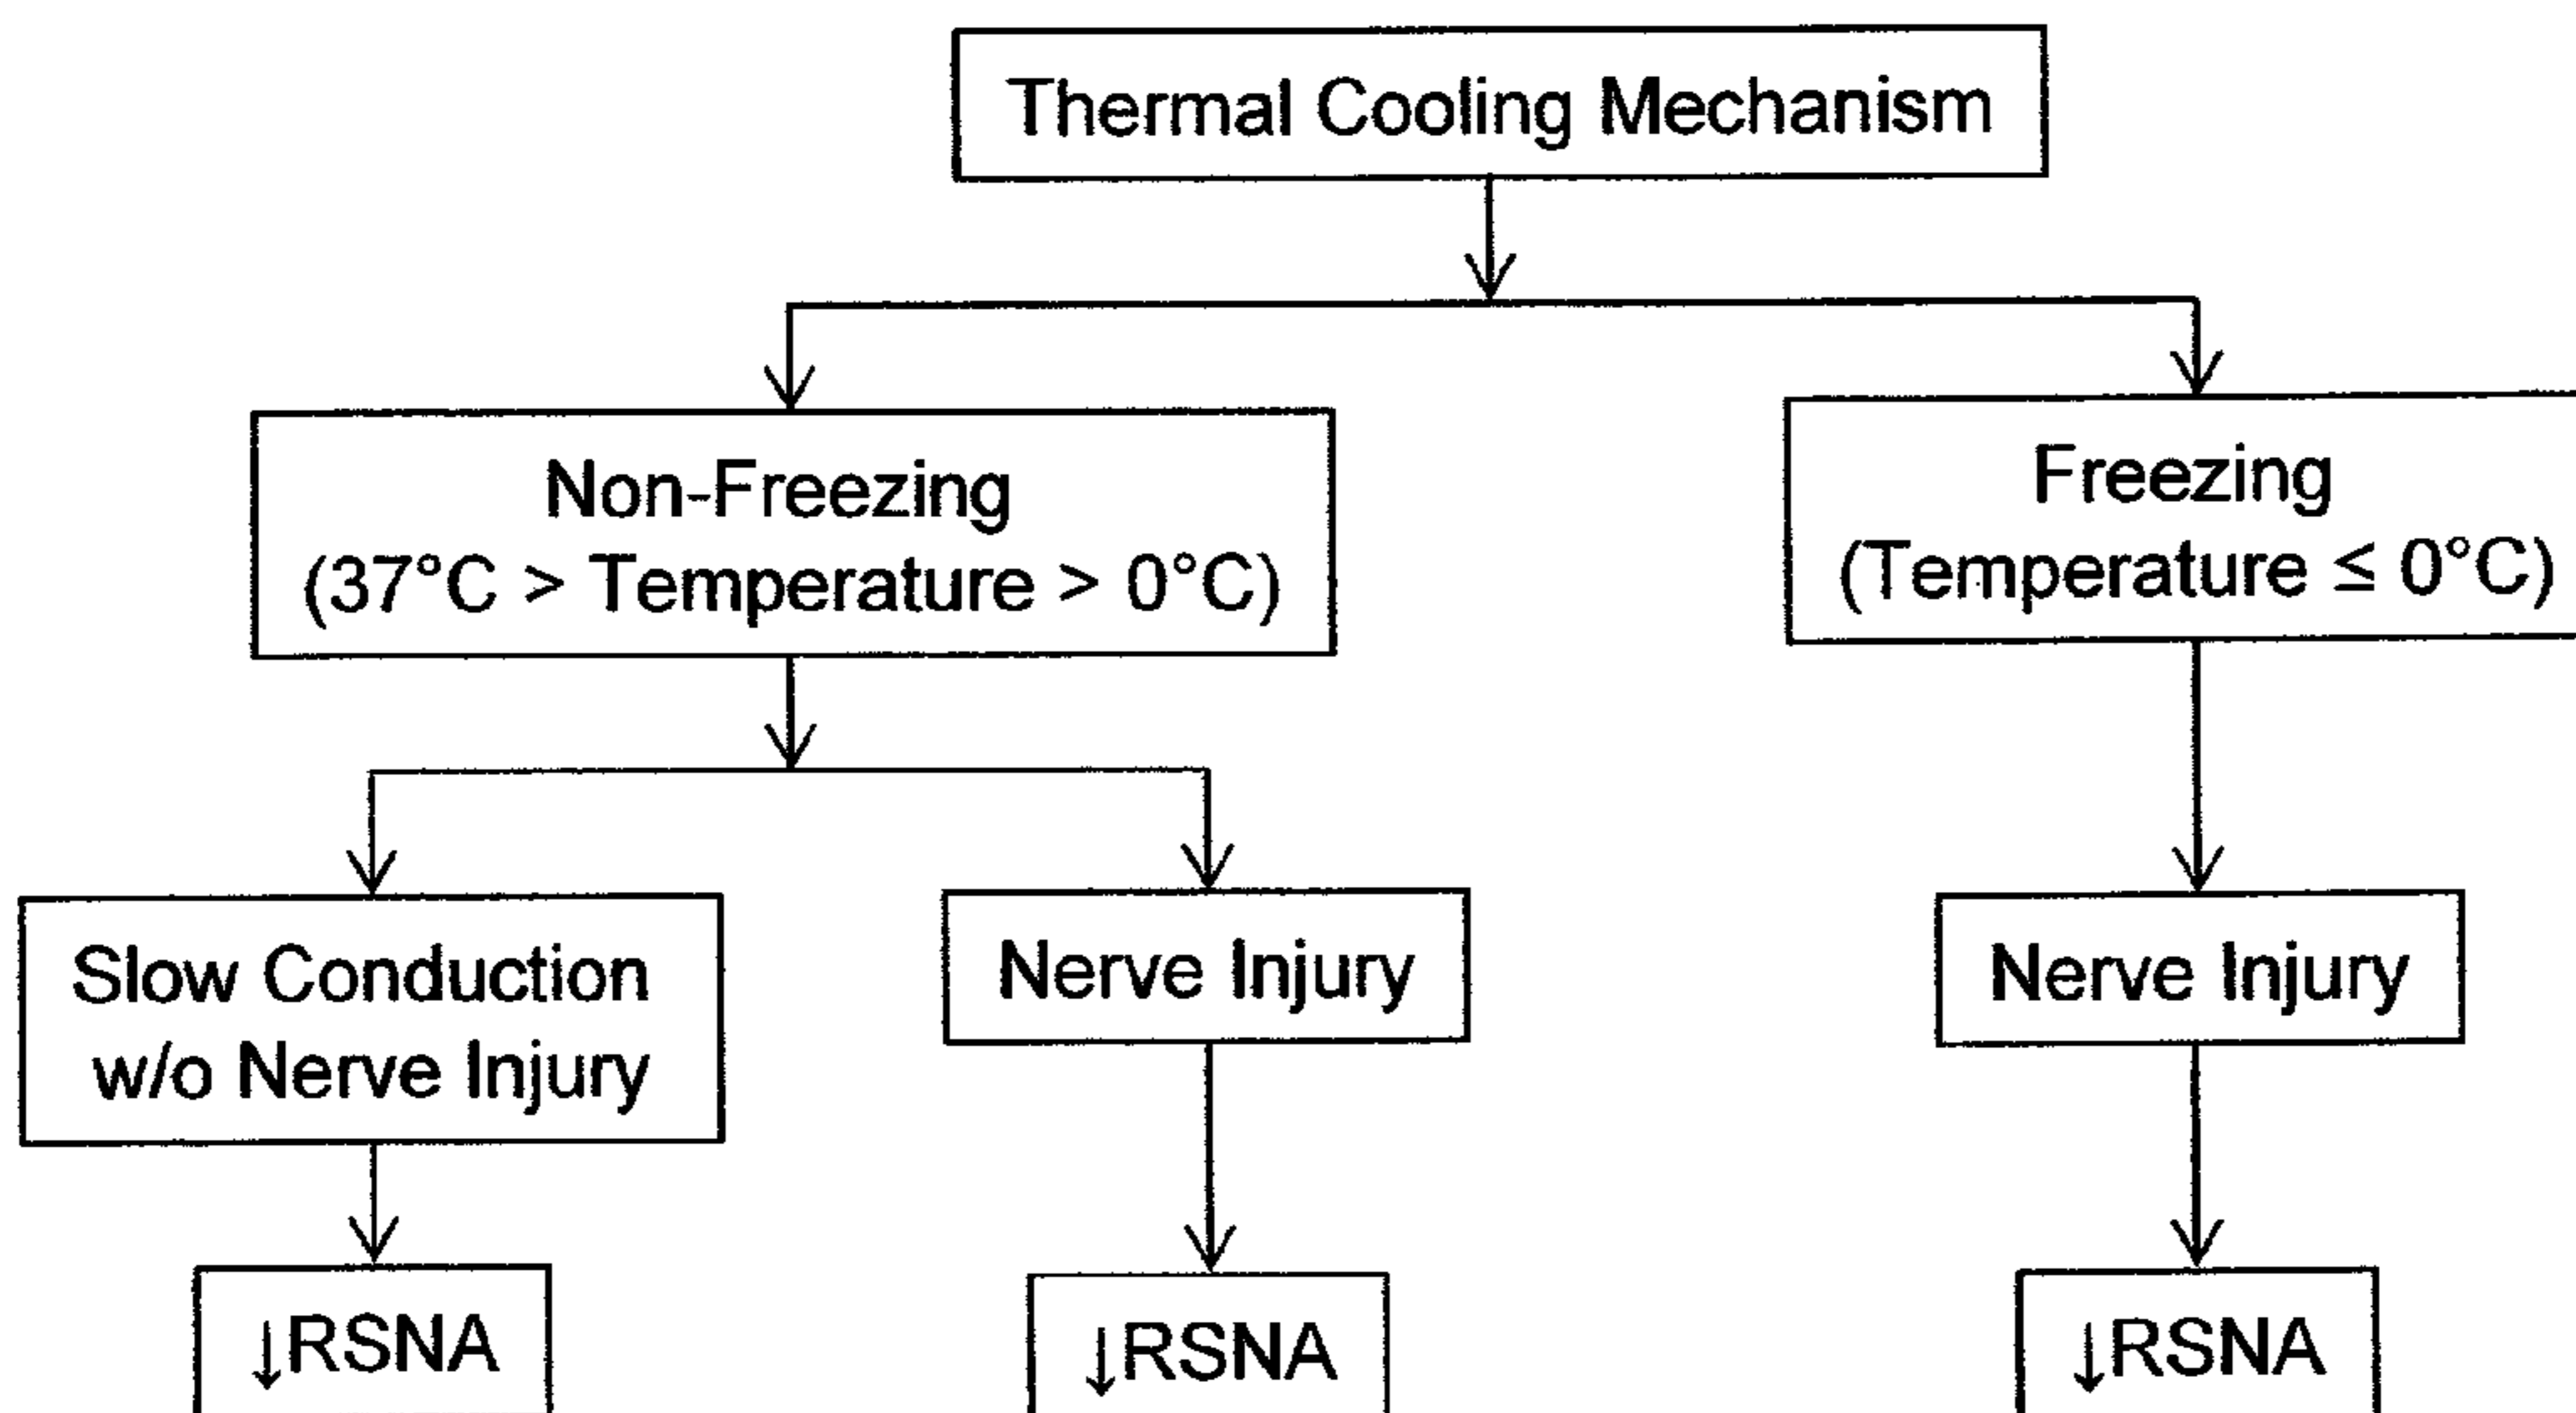 Thermal Cooling Mechanism
Non-Freezing
(37°C > Temperature > 0°C)
Freezing
(Temperature ≤ 0°C)
Slow Conduction
w/o Nerve Injury
Nerve Injury
Nerve Injury
↓RSNA
↓RSNA
↓RSNA